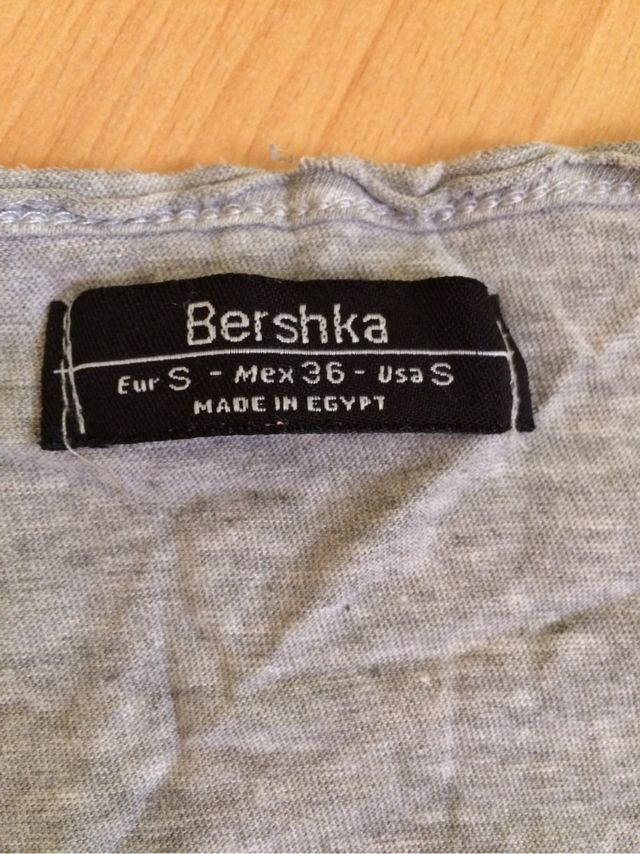 Bershka
Eur S - Mex 36 - Usa S
MADE IN EGYPT